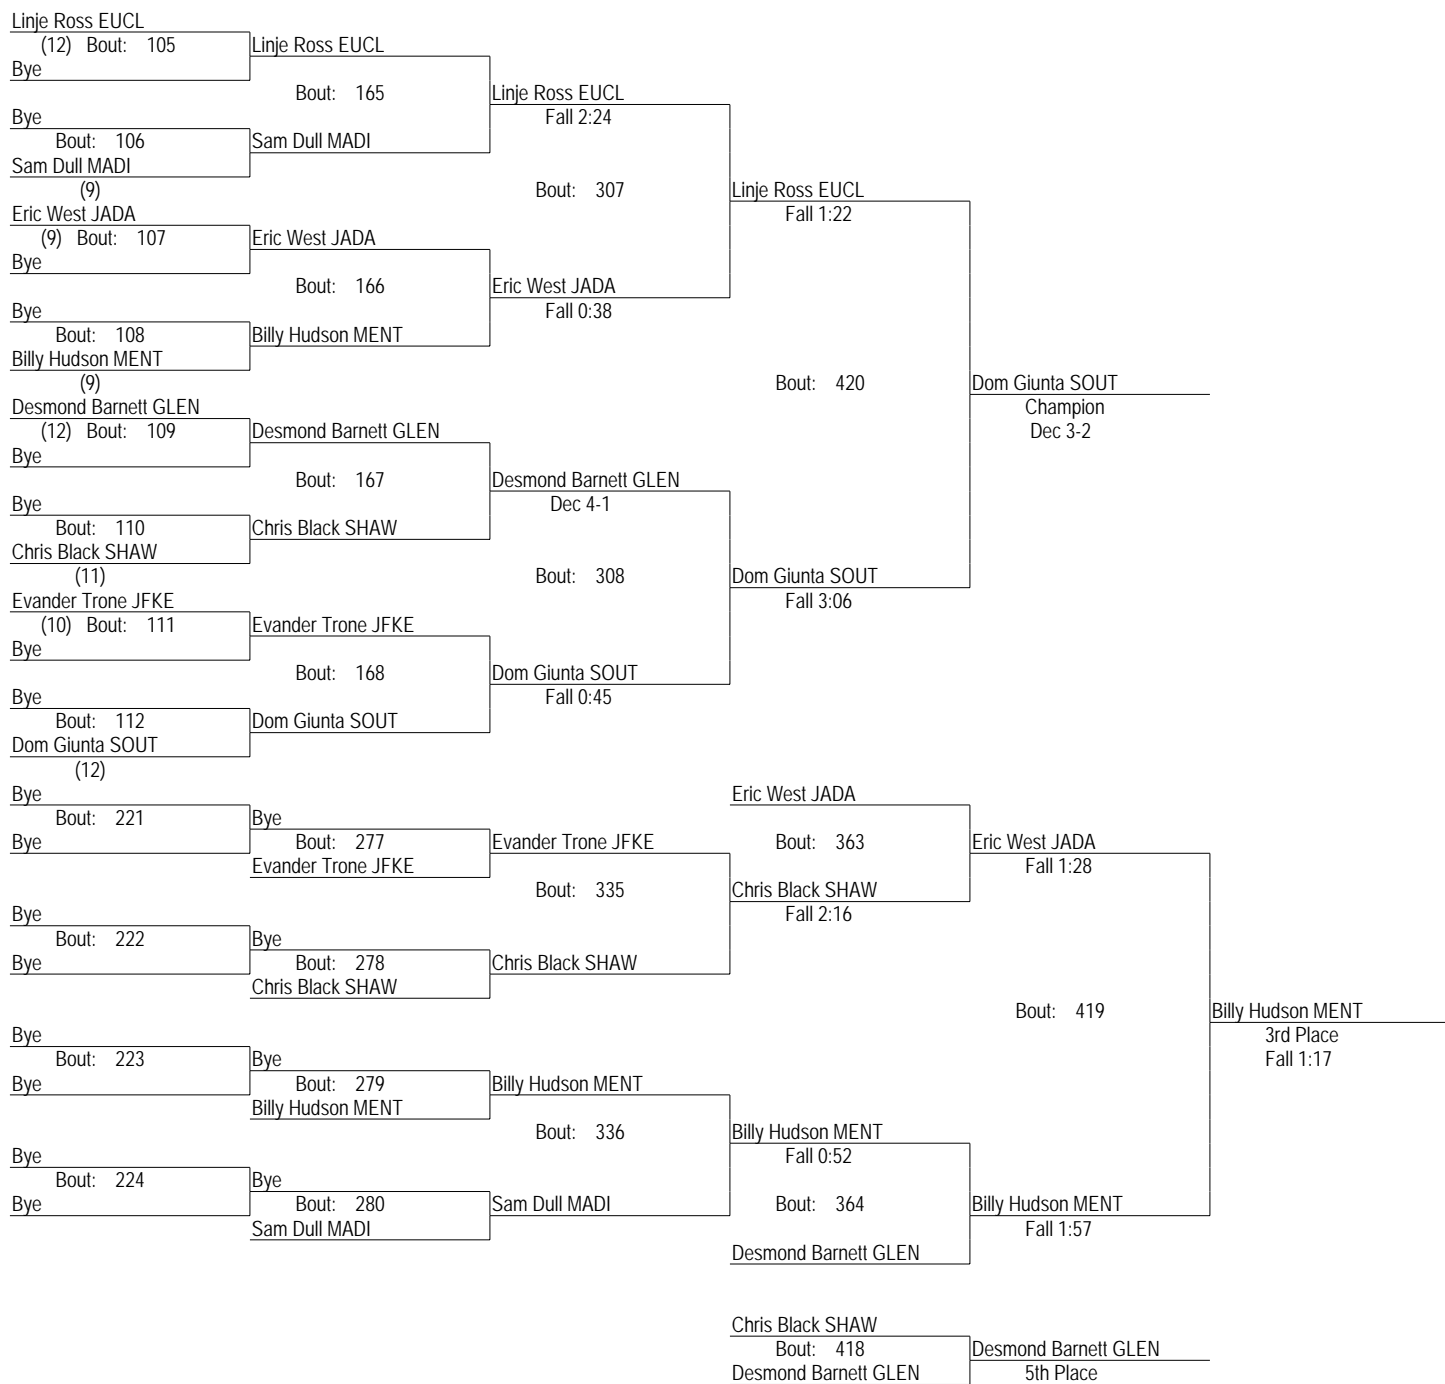 Linje Ross EUCL
(12) Bout: 105
Linje Ross EUCL
Bye
Bout: 165
Linje Ross EUCL
Bye
Fall 2:24
Bout: 106
Sam Dull MADI
Sam Dull MADI
(9)
Bout: 307
Linje Ross EUCL
Eric West JADA
Fall 1:22
(9) Bout: 107
Eric West JADA
Bye
Bout: 166
Eric West JADA
Bye
Fall 0:38
Bout: 108
Billy Hudson MENT
Billy Hudson MENT
(9)
Bout: 420
Dom Giunta SOUT
Desmond Barnett GLEN
Champion
(12) Bout: 109
Desmond Barnett GLEN
Dec 3-2
Bye
Bout: 167
Desmond Barnett GLEN
Bye
Dec 4-1
Bout: 110
Chris Black SHAW
Chris Black SHAW
(11)
Bout: 308
Dom Giunta SOUT
Evander Trone JFKE
Fall 3:06
(10) Bout: 111
Evander Trone JFKE
Bye
Bout: 168
Dom Giunta SOUT
Bye
Fall 0:45
Bout: 112
Dom Giunta SOUT
Dom Giunta SOUT
(12)
Bye
Eric West JADA
Bout: 221
Bye
Bye
Bout: 277
Evander Trone JFKE
Bout: 363
Eric West JADA
Evander Trone JFKE
Fall 1:28
Bout: 335
Chris Black SHAW
Bye
Fall 2:16
Bout: 222
Bye
Bye
Bout: 278
Chris Black SHAW
Chris Black SHAW
Bout: 419
Billy Hudson MENT
Bye
3rd Place
Bout: 223
Bye
Fall 1:17
Bye
Bout: 279
Billy Hudson MENT
Billy Hudson MENT
Bout: 336
Billy Hudson MENT
Bye
Fall 0:52
Bout: 224
Bye
Bye
Bout: 280
Sam Dull MADI
Bout: 364
Billy Hudson MENT
Sam Dull MADI
Fall 1:57
Desmond Barnett GLEN
Chris Black SHAW
Bout: 418
Desmond Barnett GLEN
Desmond Barnett GLEN
5th Place